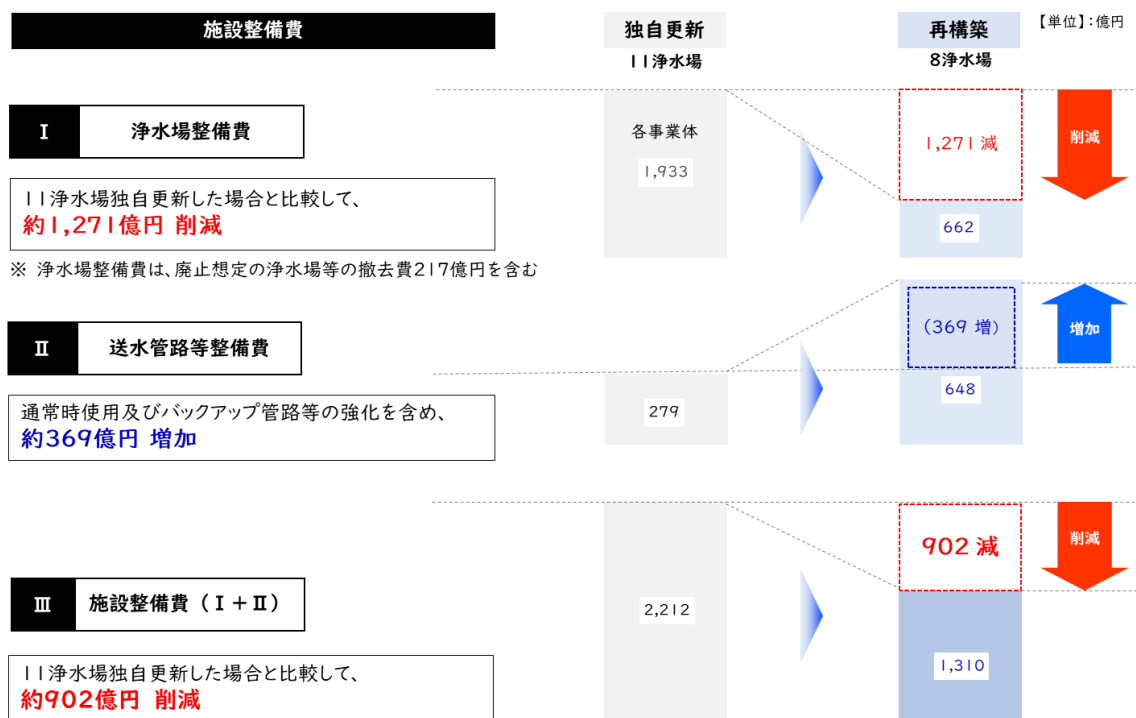 施設整備費
独自更新
11浄水場
再構築
8浄水場
【単位】:億円
I 浄水場整備費
11浄水場独自更新した場合と比較して、
約1,271億円 削減
※ 浄水場整備費は、廃止想定の浄水場等の撤去費217億円を含む
各事業体
1,933
1,271 減
662
削減
II 送水管路等整備費
通常時使用及びバックアップ管路等の強化を含め、
約369億円 増加
279
(369 増)
648
増加
III 施設整備費(I+II)
11浄水場独自更新した場合と比較して、
約902億円 削減
2,212
902 減
1,310
削減